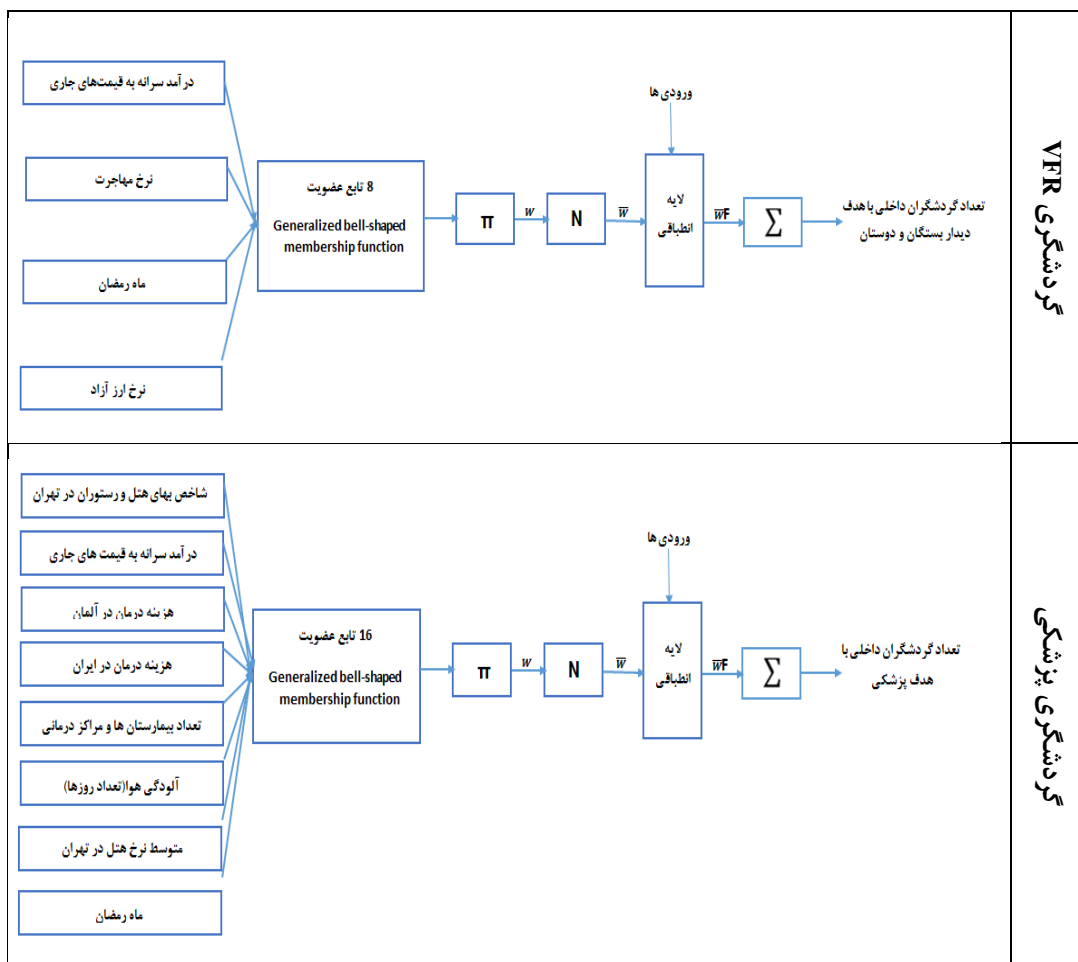 گردشگری VFR
درآمد سرانه به قیمت‌های جاری
نرخ مهاجرت
ماه رمضان
نرخ ارز آزاد
8 تابع عضویت
Generalized bell-shaped
membership function
π
w
N
w̅
ورودی ها
لایه
انطباقی
w̅F
∑
تعداد گردشگران داخلی با هدف
دیدار بستگان و دوستان
گردشگری پزشکی
شاخص بهای هتل و رستوران در تهران
درآمد سرانه به قیمت های جاری
هزینه درمان در آلمان
هزینه درمان در ایران
تعداد بیمارستان ها و مراکز درمانی
آلودگی هوا(تعداد روزها)
متوسط نرخ هتل در تهران
ماه رمضان
16 تابع عضویت
Generalized bell-shaped
membership function
π
w
N
w̅
ورودی ها
لایه
انطباقی
w̅F
∑
تعداد گردشگران داخلی با
هدف پزشکی